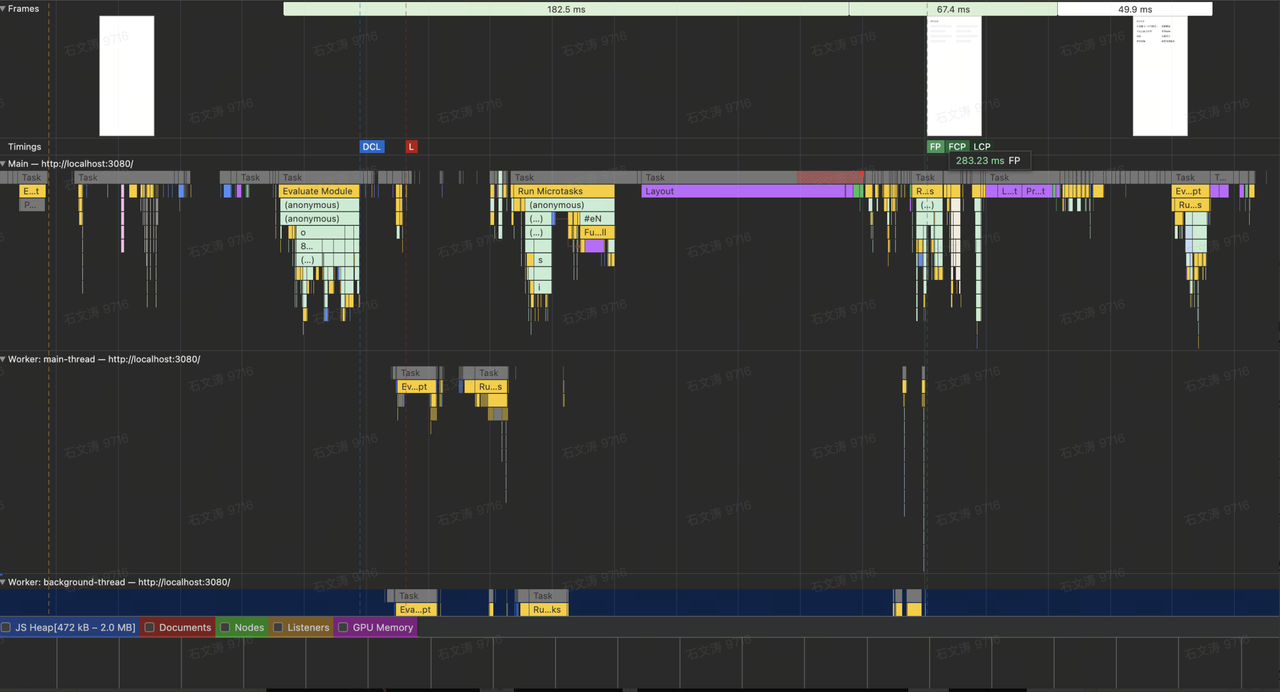 Frames
182.5 ms
67.4 ms
49.9 ms
Timings
DCL
L
FP
FCP
LCP
283.23 ms FP
Main — http://localhost:3080/
Task
Task
Task
Task
Task
Task
Task
Task
Task
T...
E...t
Evaluate Module
Run Microtasks
Layout
R...s
L...t
Pr...t
Ev...pt
P...
(anonymous)
(anonymous)
(...)
Ru...s
(anonymous)
(...)
#eN
o
(...)
Fu...ll
8...
(...)
s
i
Worker: main-thread — http://localhost:3080/
Task
Task
Ev...pt
Ru...s
Worker: background-thread — http://localhost:3080/
Task
Task
Eva...pt
Ru...ks
JS Heap[472 kB – 2.0 MB]
Documents
Nodes
Listeners
GPU Memory
石文涛 9716